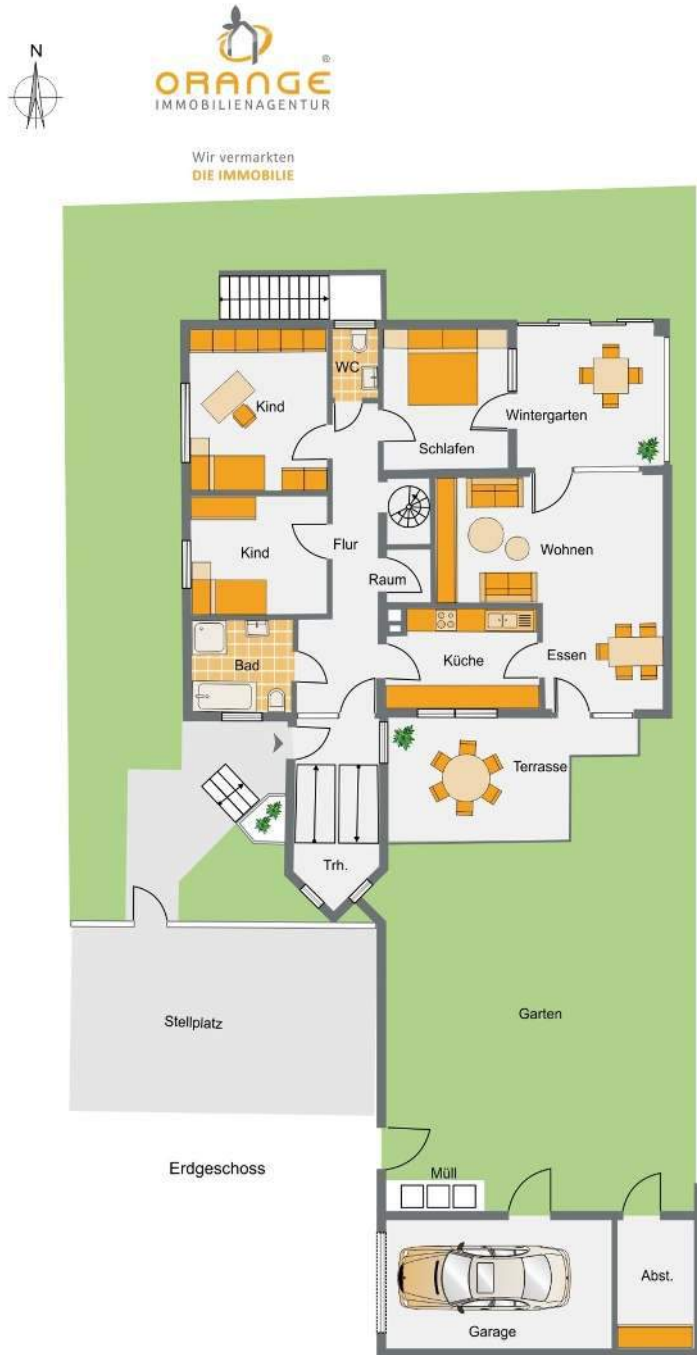 N
ORANGE ®
IMMOBILIENAGENTUR
Wir vermarkten
DIE IMMOBILIE
WC
Kind
Wintergarten
Schlafen
Kind
Flur
Wohnen
Raum
Bad
Küche
Essen
Terrasse
Trh.
Stellplatz
Garten
Erdgeschoss
Müll
Abst.
Garage